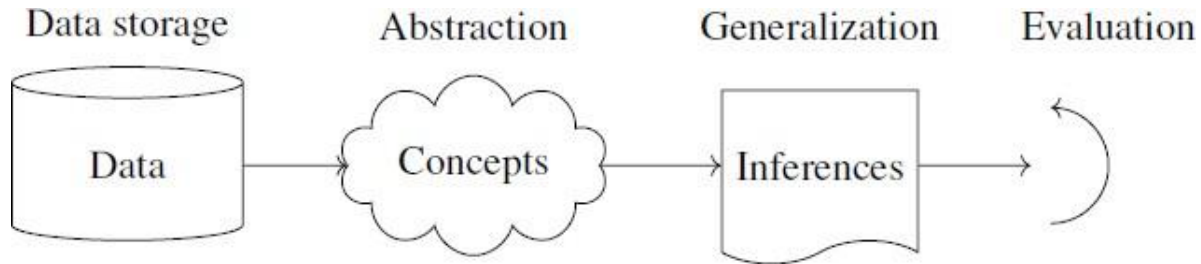 Data storage Abstraction Generalization Evaluation
Data Concepts Inferences